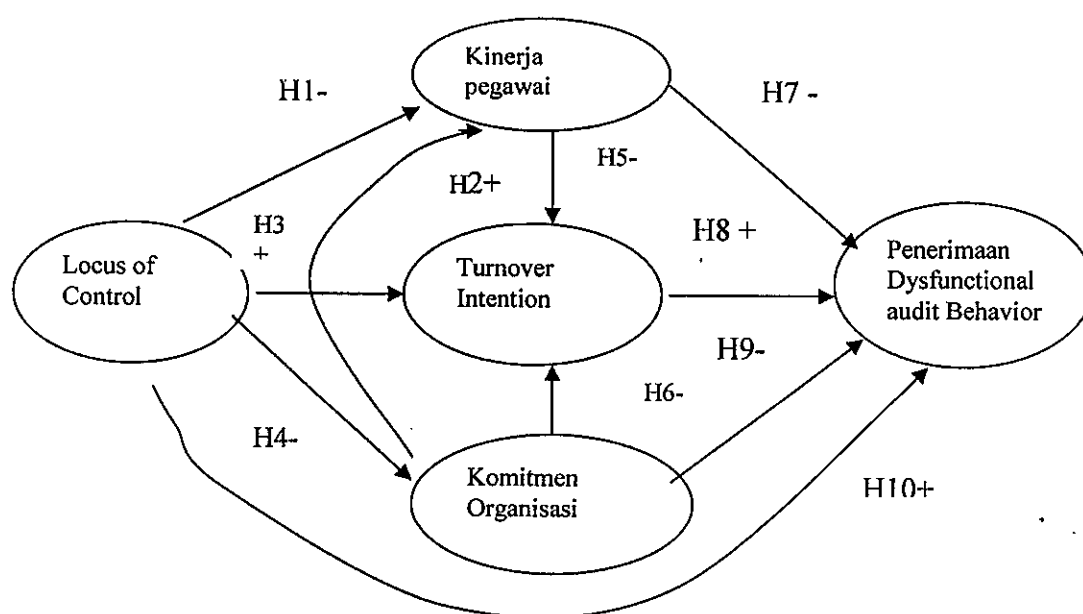 Kinerja
pegawai
H1-
H7 -
H5-
H2+
H3
+
H8 +
Locus of
Control
Turnover
Intention
Penerimaan
Dysfunctional
audit Behavior
H9-
H6-
H4-
Komitmen
Organisasi
H10+